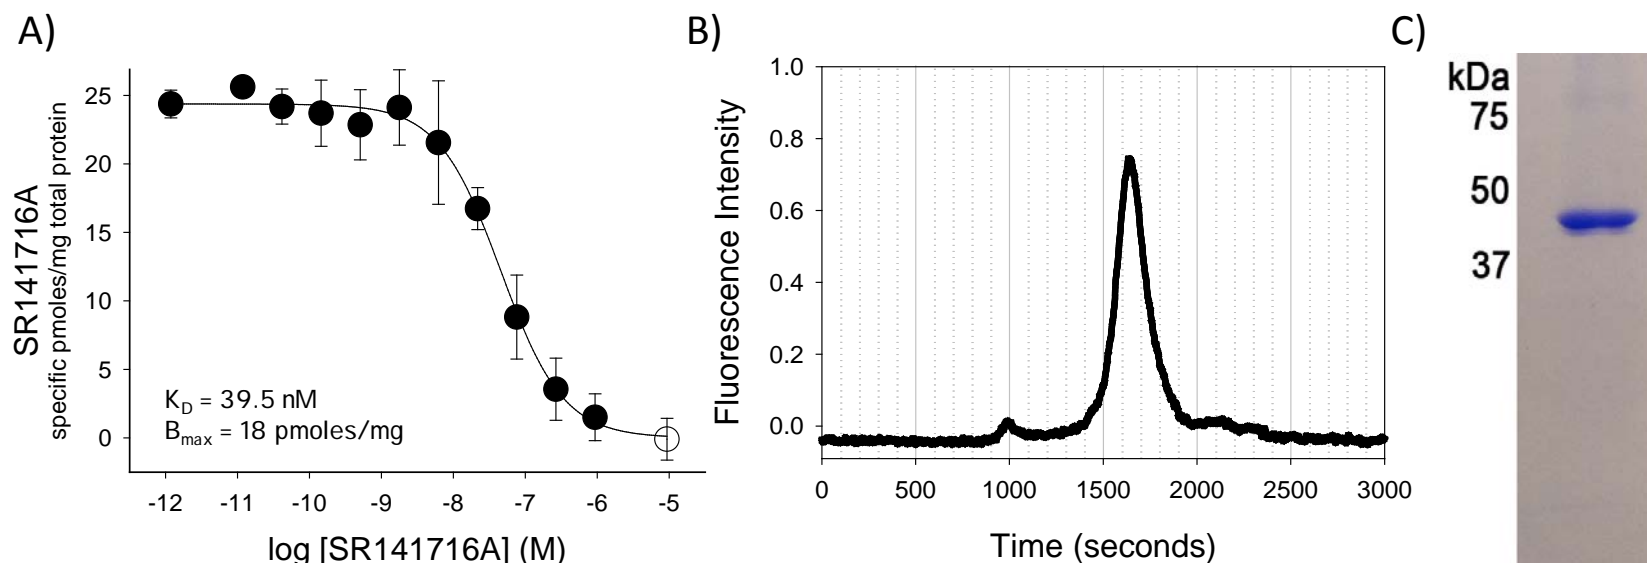 A)
SR141716A
specific pmoles/mg total protein
25
20
15
10
5
0
K_D = 39.5 nM
B_max = 18 pmoles/mg
-12 -11 -10 -9 -8 -7 -6 -5
log [SR141716A] (M)
B)
Fluorescence Intensity
1.0
0.8
0.6
0.4
0.2
0.0
0 500 1000 1500 2000 2500 3000
Time (seconds)
C)
kDa
75
50
37